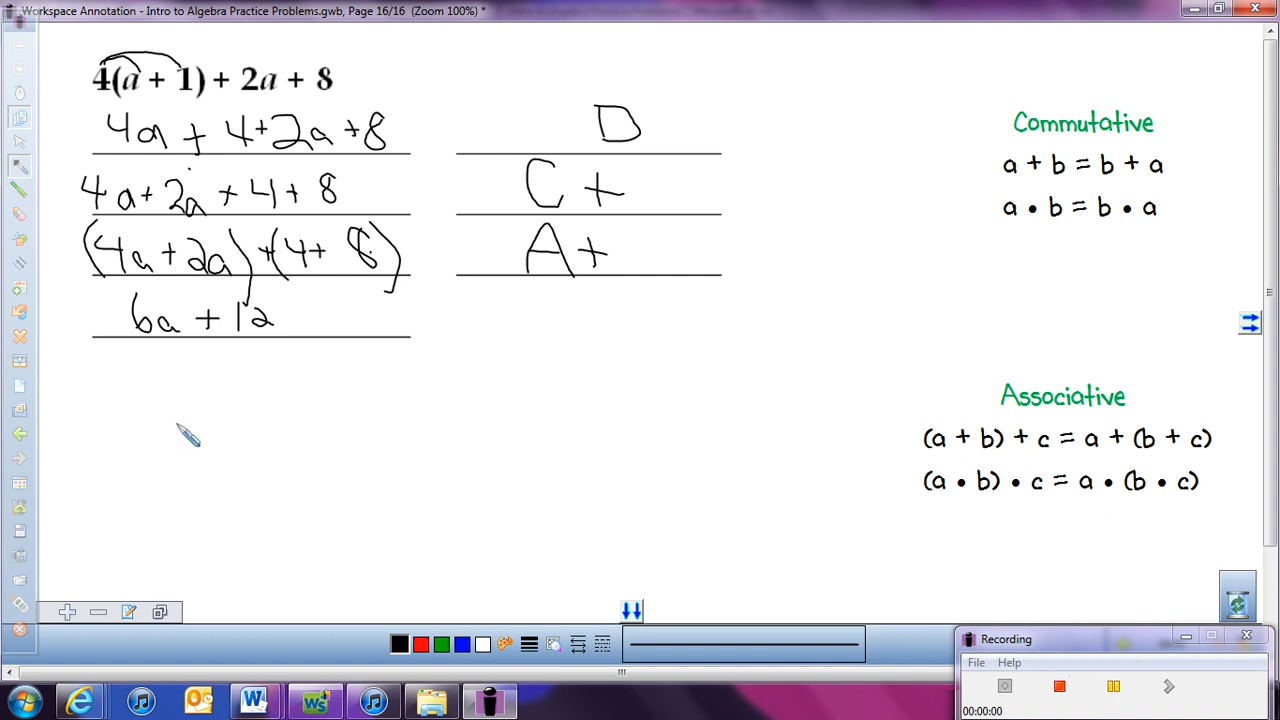 Workspace Annotation - Intro to Algebra Practice Problems.gwb, Page 16/16 (Zoom 100%) *
4(a + 1) + 2a + 8
4a + 4+2a+8
D
4a+2a + 4+ 8
C+
(4a+2a)+(4+ 8)
A+
6a + 12
Commutative
a + b = b + a
a • b = b • a
Associative
(a + b) + c = a + (b + c)
(a • b) • c = a • (b • c)
Recording
File Help
00:00:00